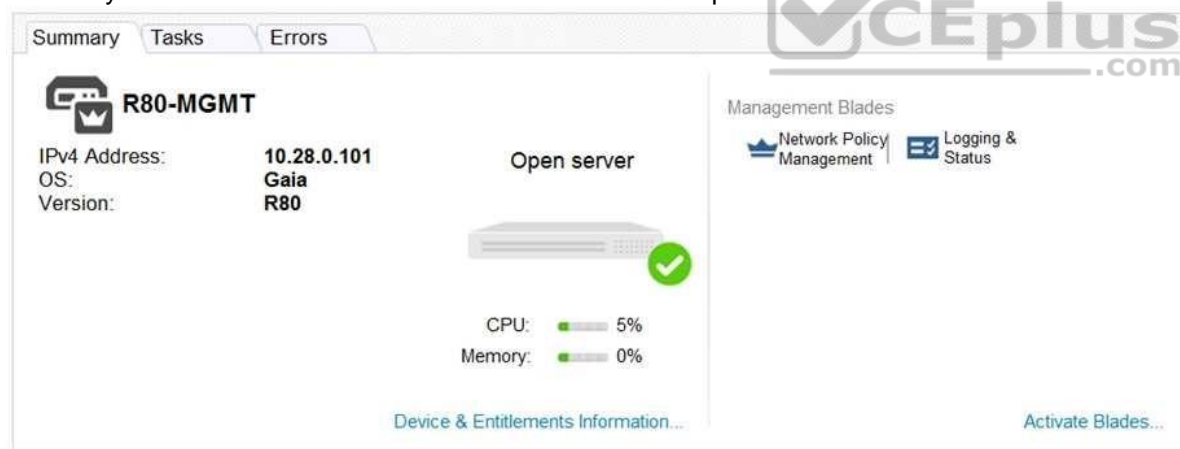 CEplus
.com
Summary Tasks Errors
R80-MGMT
Management Blades
Network Policy Management
Logging & Status
IPv4 Address: 10.28.0.101
OS: Gaia
Version: R80
Open server
CPU: 5%
Memory: 0%
Device & Entitlements Information...
Activate Blades...